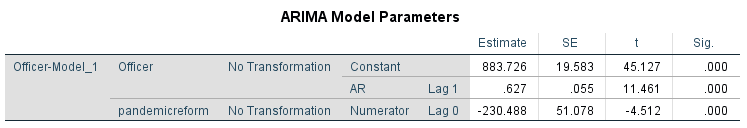 ARIMA Model Parameters
Estimate SE t Sig.
Officer-Model_1 Officer No Transformation Constant 883.726 19.583 45.127 .000
AR Lag 1 .627 .055 11.461 .000
pandemicreform No Transformation Numerator Lag 0 -230.488 51.078 -4.512 .000